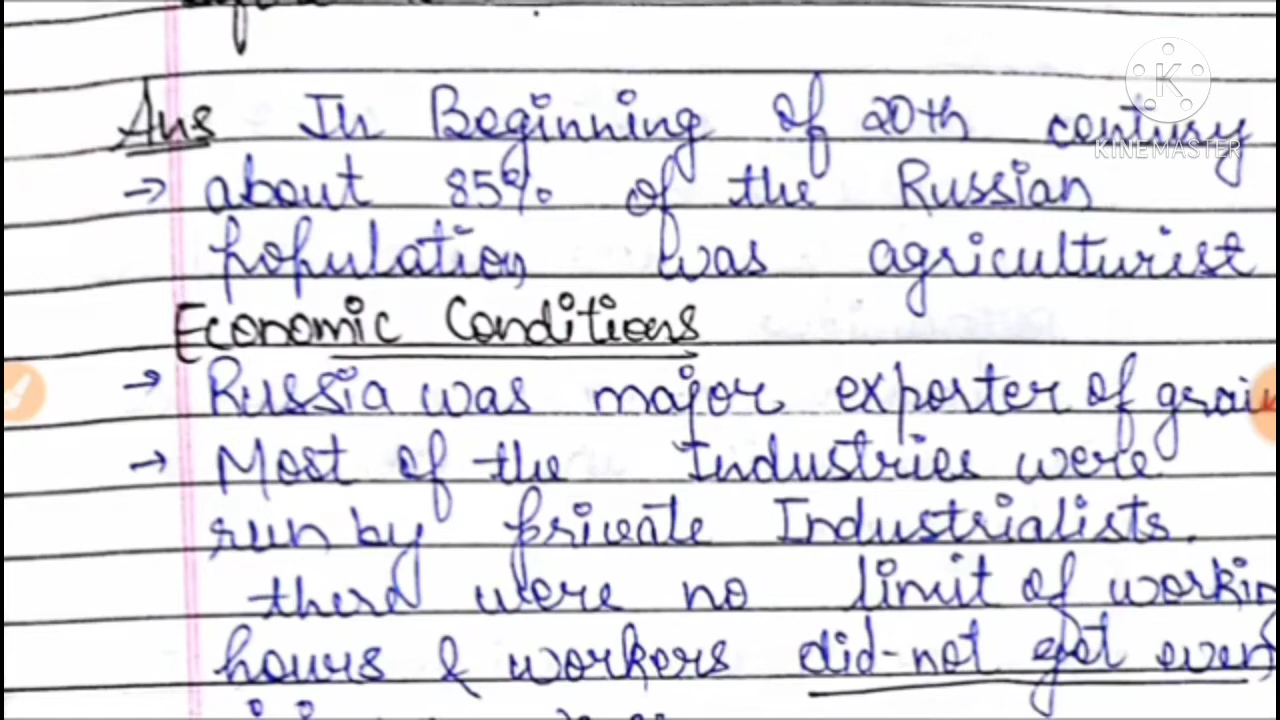 Ans In Beginning of 20th century
→ about 85% of the Russian
population was agriculturist
Economic Conditions
→ Russia was major exporter of grain
→ Most of the Industries were
run by private Industrialists.
there were no limit of working
hours & workers did-not get even
K
KINEMASTER